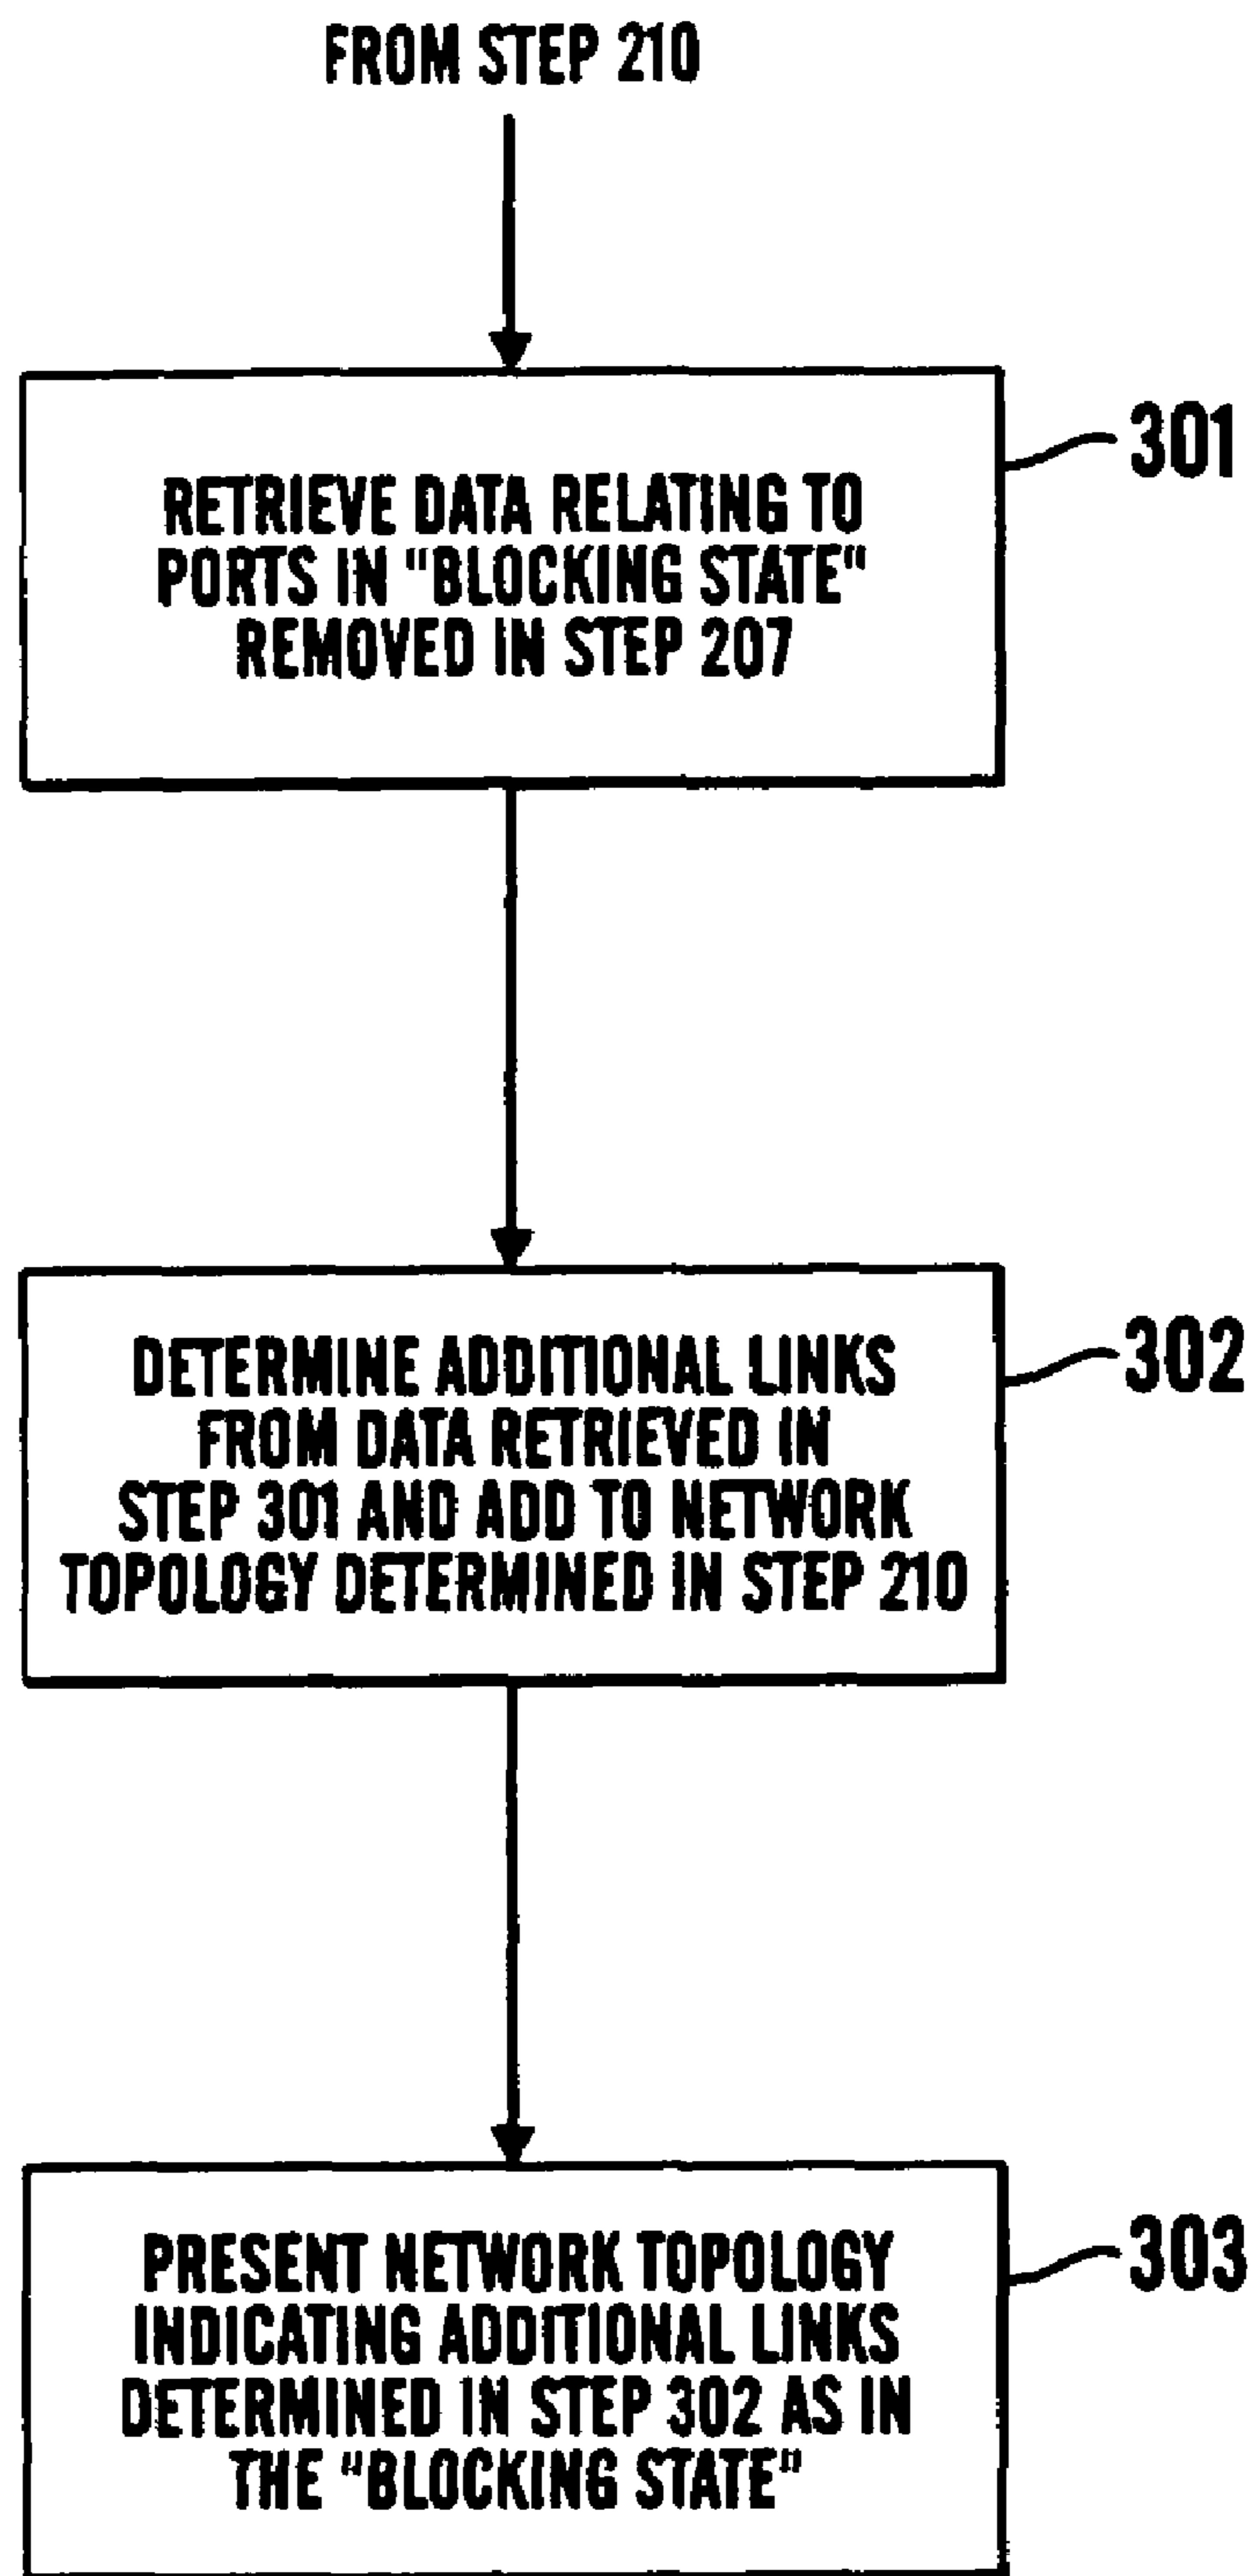 FROM STEP 210
301
RETRIEVE DATA RELATING TO
PORTS IN "BLOCKING STATE"
REMOVED IN STEP 207
302
DETERMINE ADDITIONAL LINKS
FROM DATA RETRIEVED IN
STEP 301 AND ADD TO NETWORK
TOPOLOGY DETERMINED IN STEP 210
303
PRESENT NETWORK TOPOLOGY
INDICATING ADDITIONAL LINKS
DETERMINED IN STEP 302 AS IN
THE "BLOCKING STATE"